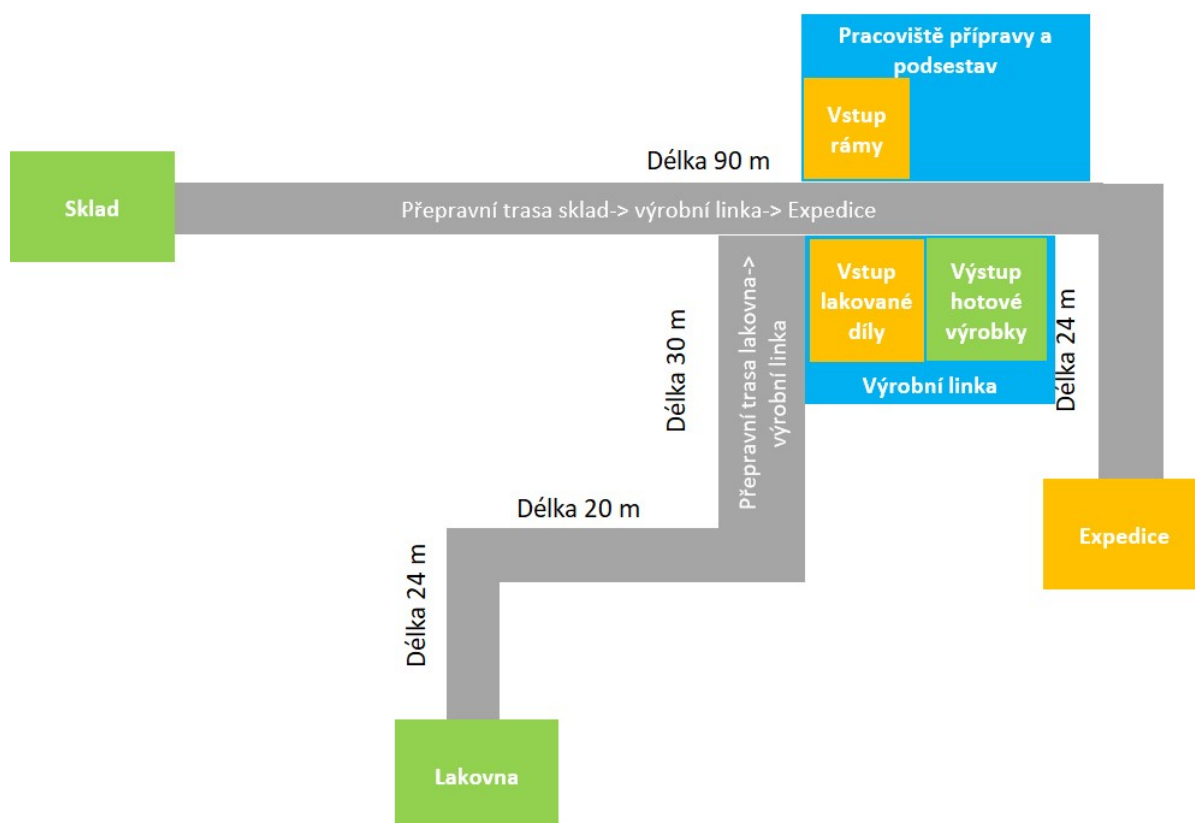 Pracoviště přípravy a
podsestav
Vstup
rámy
Délka 90 m
Sklad
Přepravní trasa sklad-> výrobní linka-> Expedice
Přepravní trasa lakovna->
výrobní linka
Vstup
lakované
díly
Výstup
hotové
výrobky
Výrobní linka
Délka 24 m
Délka 30 m
Délka 20 m
Expedice
Délka 24 m
Lakovna